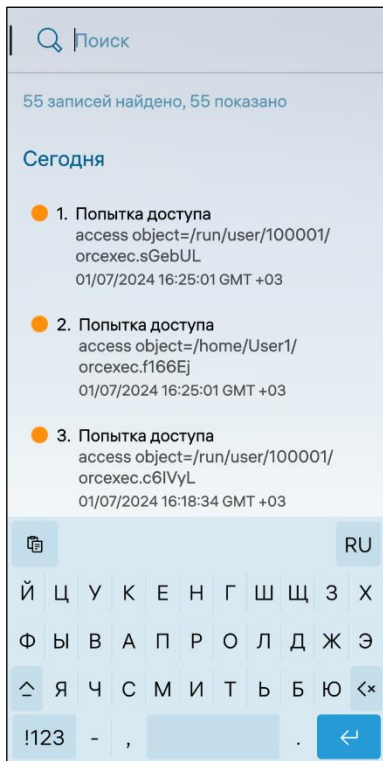 Поиск
55 записей найдено, 55 показано
Сегодня
1. Попытка доступа
access object=/run/user/100001/
orcexec.sGebUL
01/07/2024 16:25:01 GMT +03
2. Попытка доступа
access object=/home/User1/
orcexec.f166Ej
01/07/2024 16:25:01 GMT +03
3. Попытка доступа
access object=/run/user/100001/
orcexec.c6IVyL
01/07/2024 16:18:34 GMT +03
RU
Й Ц У К Е Н Г Ш Щ З Х
Ф Ы В А П Р О Л Д Ж Э
Я Ч С М И Т Ь Б Ю
!123 - , .